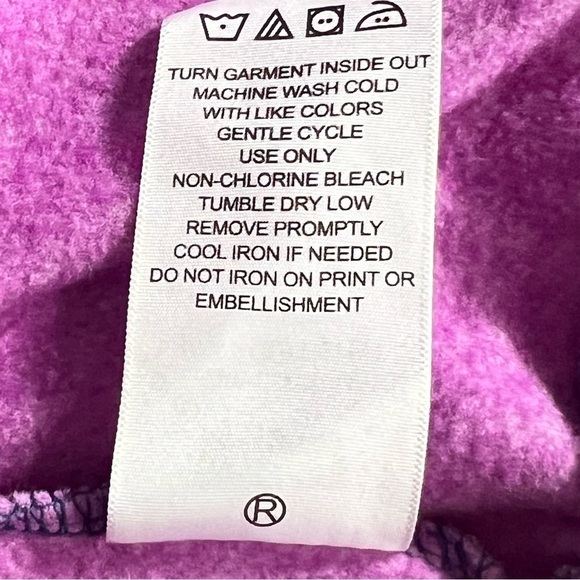 TURN GARMENT INSIDE OUT
MACHINE WASH COLD
WITH LIKE COLORS
GENTLE CYCLE
USE ONLY
NON-CHLORINE BLEACH
TUMBLE DRY LOW
REMOVE PROMPTLY
COOL IRON IF NEEDED
DO NOT IRON ON PRINT OR
EMBELLISHMENT
®